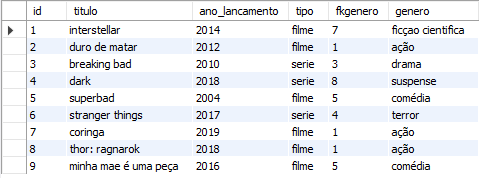 id titulo ano_lancamento tipo fkgenero genero
1 interstellar 2014 filme 7 ficçao cientifica
2 duro de matar 2012 filme 1 ação
3 breaking bad 2010 serie 3 drama
4 dark 2018 serie 8 suspense
5 superbad 2004 filme 5 comédia
6 stranger things 2017 serie 4 terror
7 coringa 2019 filme 1 ação
8 thor: ragnarok 2018 filme 1 ação
9 minha mae é uma peça 2016 filme 5 comédia